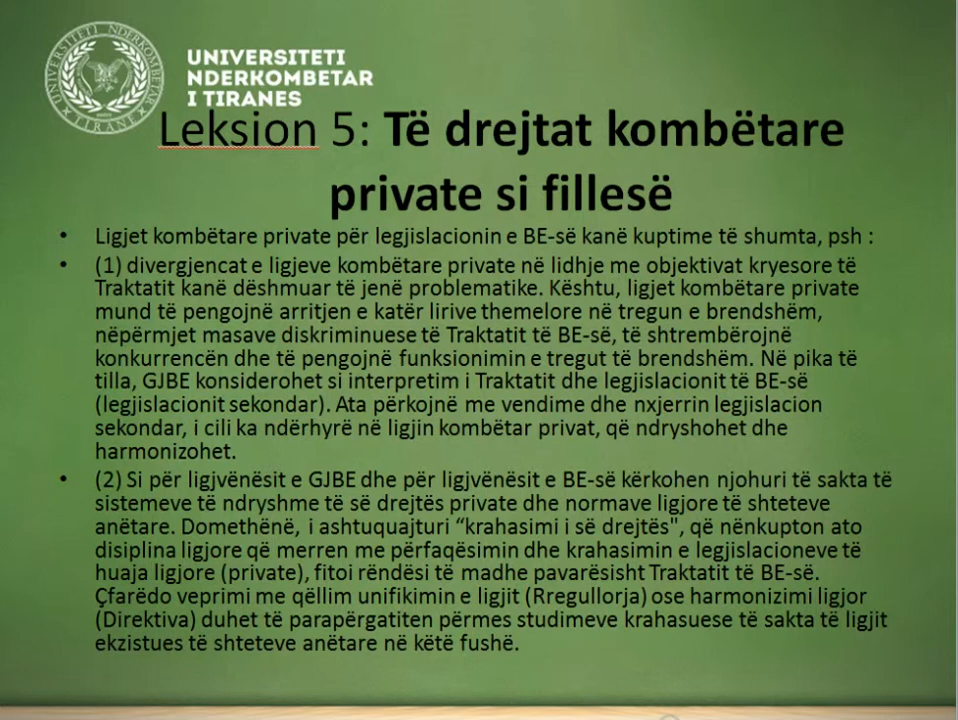 UNIVERSITETI NDERKOMBETAR
TIRANE
UNIVERSITETI
NDERKOMBETAR
I TIRANES
Leksion 5: Të drejtat kombëtare
private si fillesë
• Ligjet kombëtare private për legjislacionin e BE-së kanë kuptime të shumta, psh :
• (1) divergjencat e ligjeve kombëtare private në lidhje me objektivat kryesore të
Traktatit kanë dëshmuar të jenë problematike. Kështu, ligjet kombëtare private
mund të pengojnë arritjen e katër lirive themelore në tregun e brendshëm,
nëpërmjet masave diskriminuese të Traktatit të BE-së, të shtrembërojnë
konkurrencën dhe të pengojnë funksionimin e tregut të brendshëm. Në pika të
tilla, GJBE konsiderohet si interpretim i Traktatit dhe legjislacionit të BE-së
(legjislacionit sekondar). Ata përkojnë me vendime dhe nxjerrin legjislacion
sekondar, i cili ka ndërhyrë në ligjin kombëtar privat, që ndryshohet dhe
harmonizohet.
• (2) Si për ligjvënësit e GJBE dhe për ligjvënësit e BE-së kërkohen njohuri të sakta të
sistemeve të ndryshme të së drejtës private dhe normave ligjore të shteteve
anëtare. Domethënë, i ashtuquajturi “krahasimi i së drejtës", që nënkupton ato
disiplina ligjore që merren me përfaqësimin dhe krahasimin e legjislacioneve të
huaja ligjore (private), fitoi rëndësi të madhe pavarësisht Traktatit të BE-së.
Çfarëdo veprimi me qëllim unifikimin e ligjit (Rregullorja) ose harmonizimi ligjor
(Direktiva) duhet të parapërgatiten përmes studimeve krahasuese të sakta të ligjit
ekzistues të shteteve anëtare në këtë fushë.